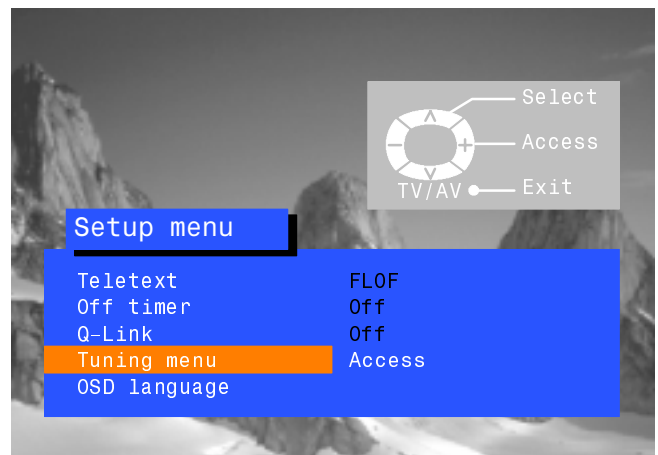 Select
Access
TV/AV Exit
Setup menu
Teletext FLOF
Off timer Off
Q-Link Off
Tuning menu Access
OSD language